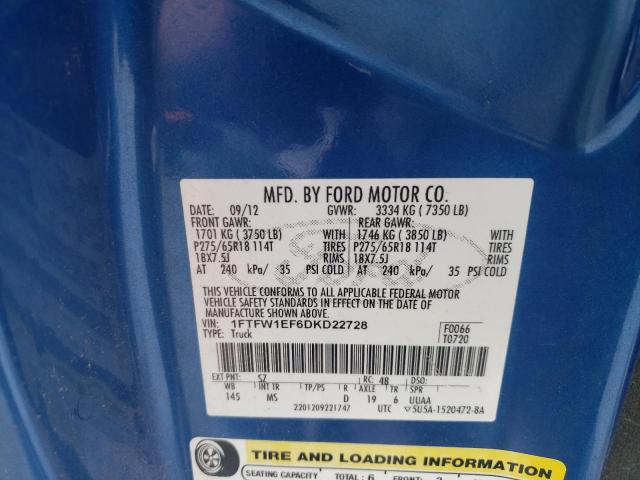 MFD. BY FORD MOTOR CO.
DATE: 09/12 GVWR: 3334 KG ( 7350 LB)
FRONT GAWR: REAR GAWR:
1701 KG ( 3750 LB) WITH 1746 KG ( 3850 LB) WITH
P275/65R18 114T TIRES P275/65R18 114T TIRES
18X7.5J RIMS 18X7.5J RIMS
AT 240 kPa/ 35 PSI COLD AT 240 kPa/ 35 PSI COLD
THIS VEHICLE CONFORMS TO ALL APPLICABLE FEDERAL MOTOR
VEHICLE SAFETY STANDARDS IN EFFECT ON THE DATE OF
MANUFACTURE SHOWN ABOVE.
VIN: 1FTFW1EF6DKD22728 F0066
TYPE: Truck T0720
EXT PNT: SZ RC: 48 DSO:
WB INT TR TP/PS R AXLE TR SPR
145 MS D 19 6 UUAA
2201209221747 UTC 5U5A-1520472-BA
TIRE AND LOADING INFORMATION
SEATING CAPACITY TOTAL: 6 FRONT: 3